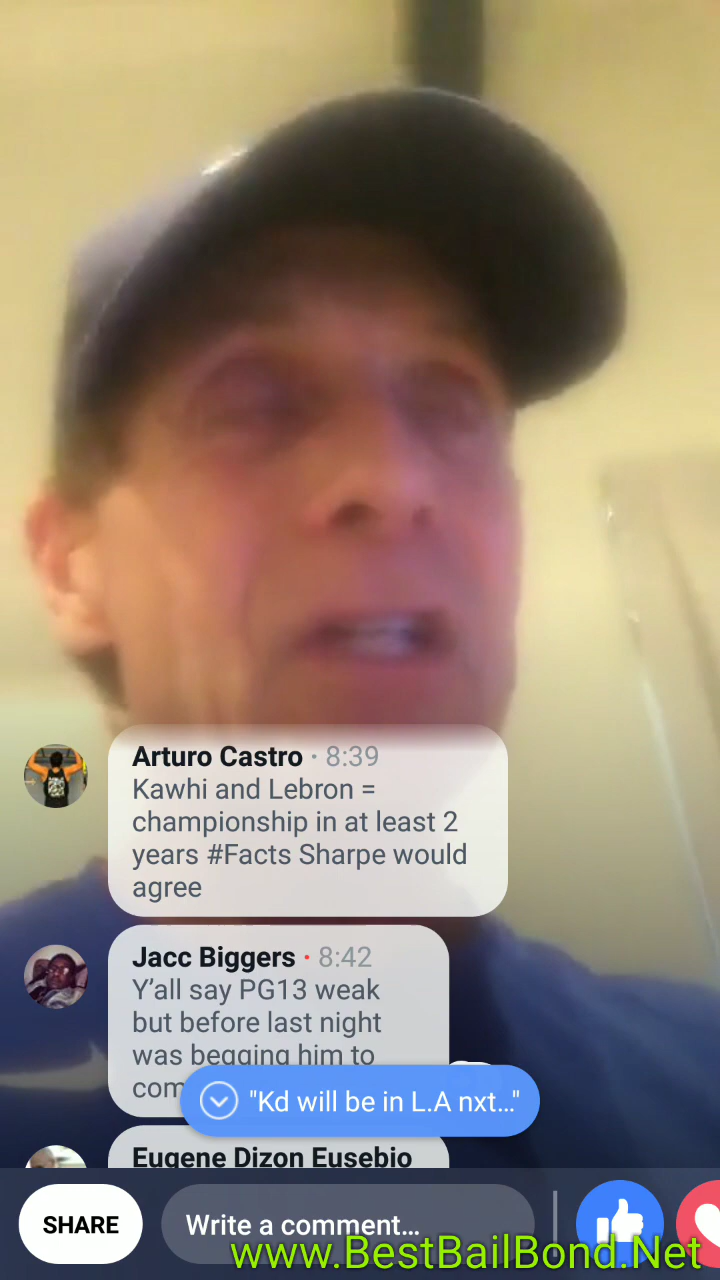 Arturo Castro · 8:39
Kawhi and Lebron =
championship in at least 2
years #Facts Sharpe would
agree
Jacc Biggers · 8:42
Y'all say PG13 weak
but before last night
was begging him to
com
"Kd will be in L.A nxt..."
Eugene Dizon Eusebio
SHARE
Write a comment...
www.BestBailBond.Net